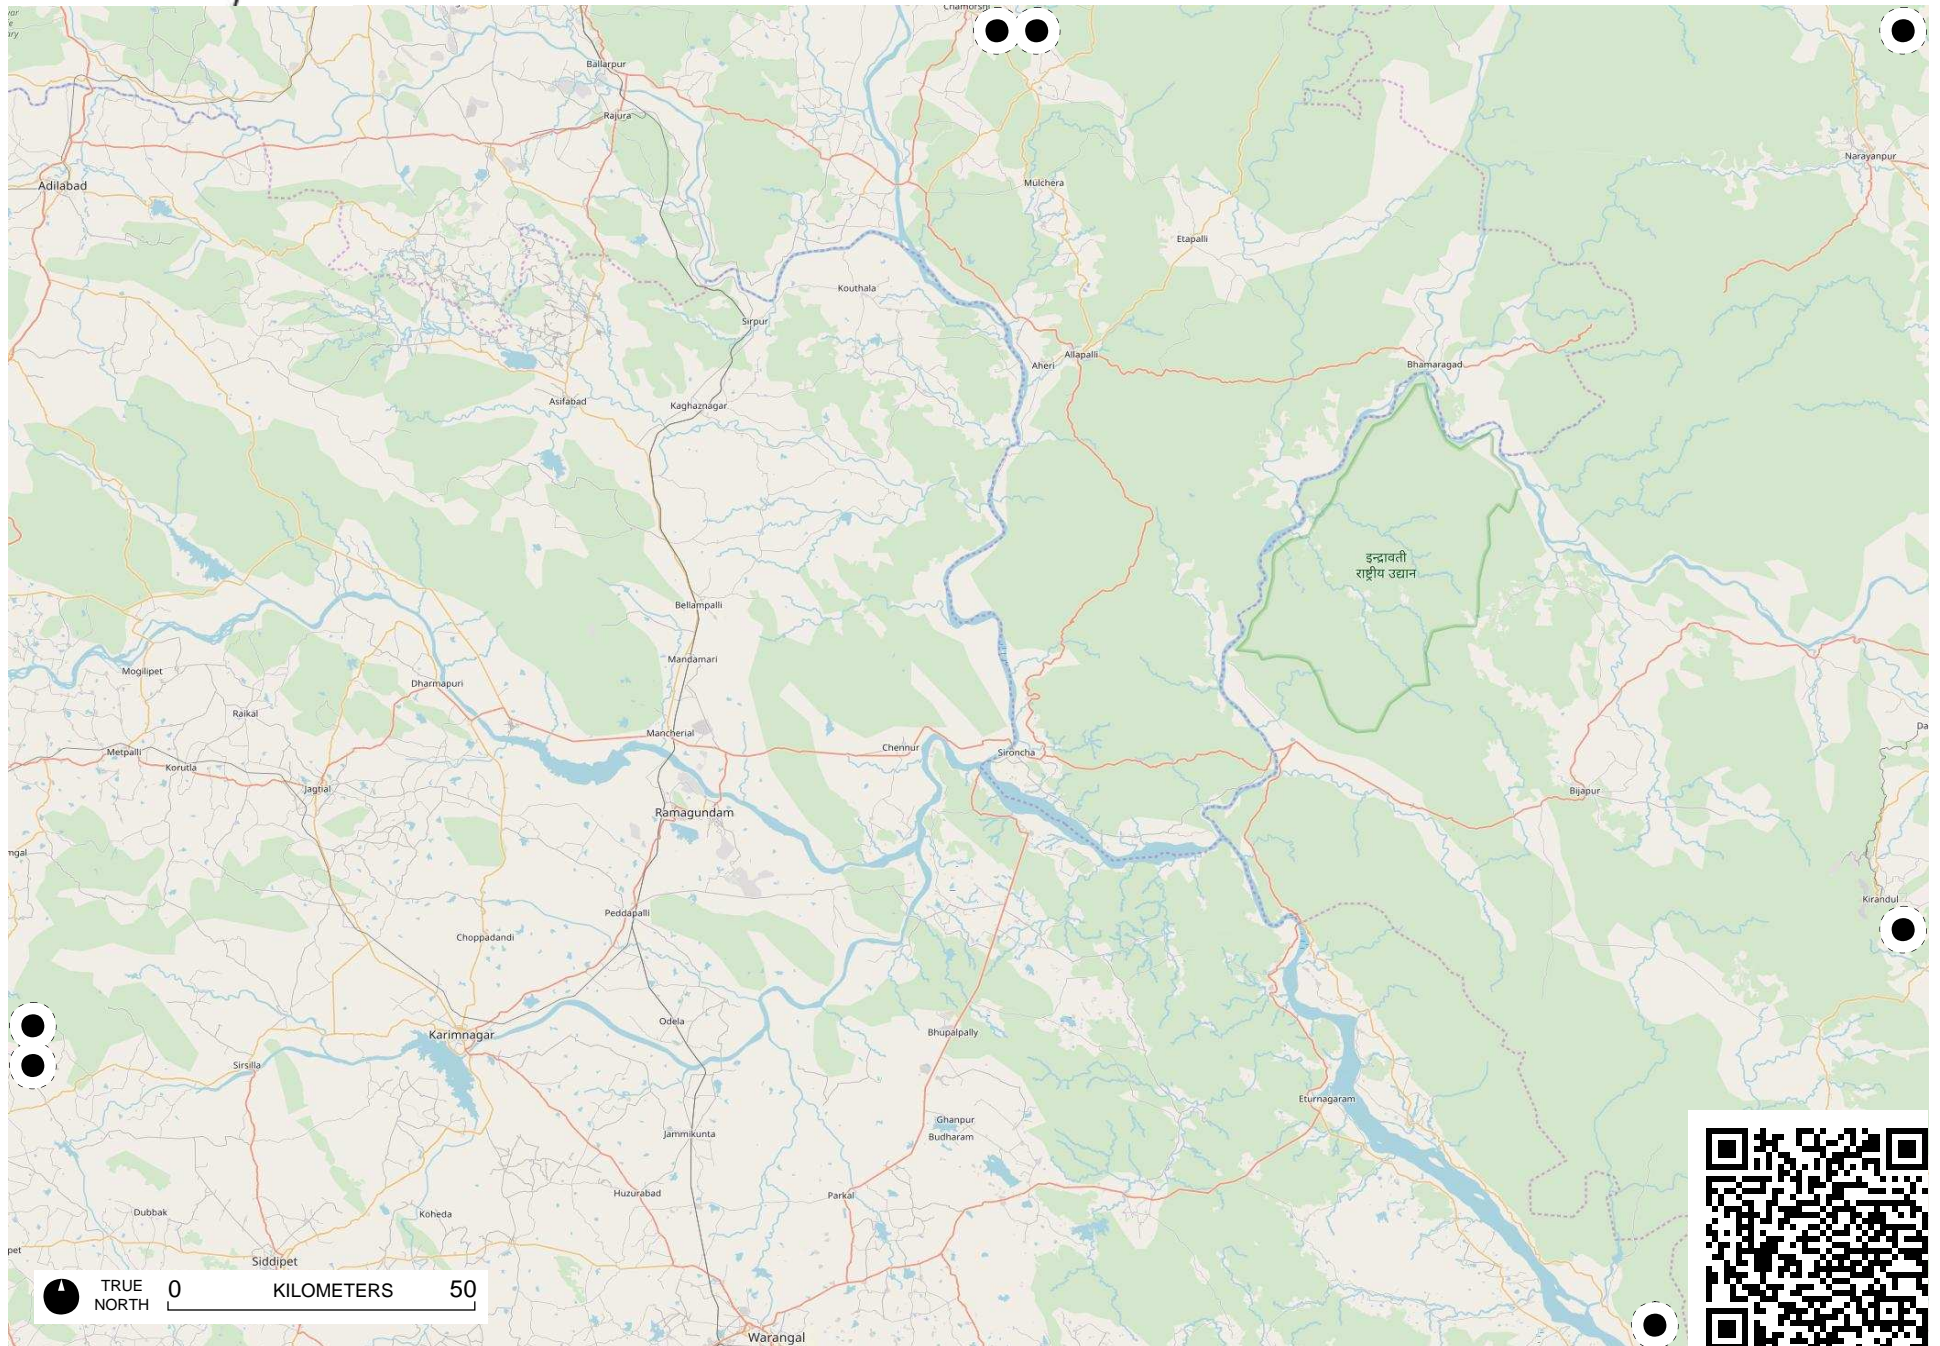 Ballarpur
Rajura
Narayanpur
Adilabad
Mulchera
Etapalli
Kouthala
Sirpur
Allapalli
Aheri
Bhamaragad
Asifabad
Kaghaznagar
इन्द्रावती
राष्ट्रीय उद्यान
Bellampalli
Mandamari
Mogilipet
Dharmapuri
Raikal
Mancherial
Chennur
Sironcha
Metpalli
Korutla
Jagtial
Bijapur
Ramagundam
Kirandul
Peddapalli
Choppadandi
Odela
Karimnagar
Bhupalpally
Sirsilla
Eturnagaram
Ghanpur
Budharam
Jammikunta
Huzurabad
Parkal
Dubbak
Koheda
Siddipet
TRUE
NORTH
0 KILOMETERS 50
Warangal